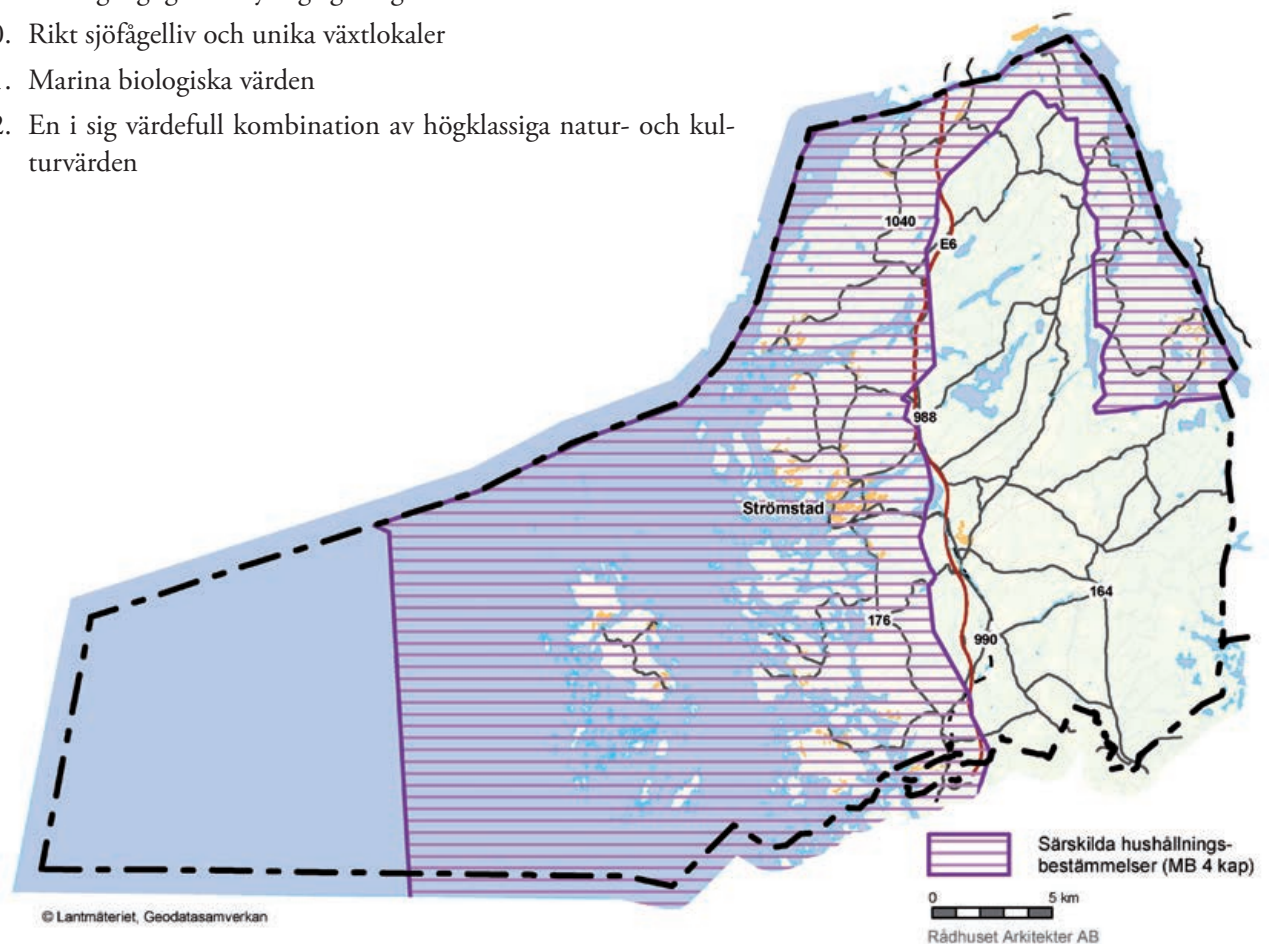 0. Rikt sjöfågelliv och unika växtlokaler
. Marina biologiska värden
2. En i sig värdefull kombination av högklassiga natur- och kul-
turvärden
1040
E6
988
Strömstad
164
176
990
Särskilda hushållnings-
bestämmelser (MB 4 kap)
0 5 km
Rådhuset Arkitekter AB
© Lantmäteriet, Geodatasamverkan